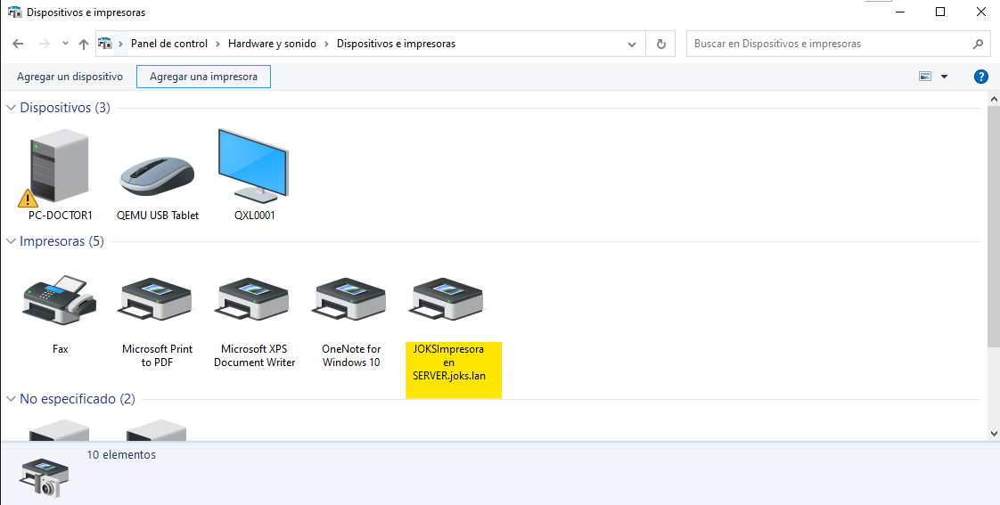 Dispositivos e impresoras
Panel de control > Hardware y sonido > Dispositivos e impresoras
Buscar en Dispositivos e impresoras
Agregar un dispositivo
Agregar una impresora
?
Dispositivos (3)
PC-DOCTOR1
QEMU USB Tablet
QXL0001
Impresoras (5)
Fax
Microsoft Print
to PDF
Microsoft XPS
Document Writer
OneNote for
Windows 10
JOKSImpresora
en
SERVER.joks.lan
No especificado (2)
10 elementos